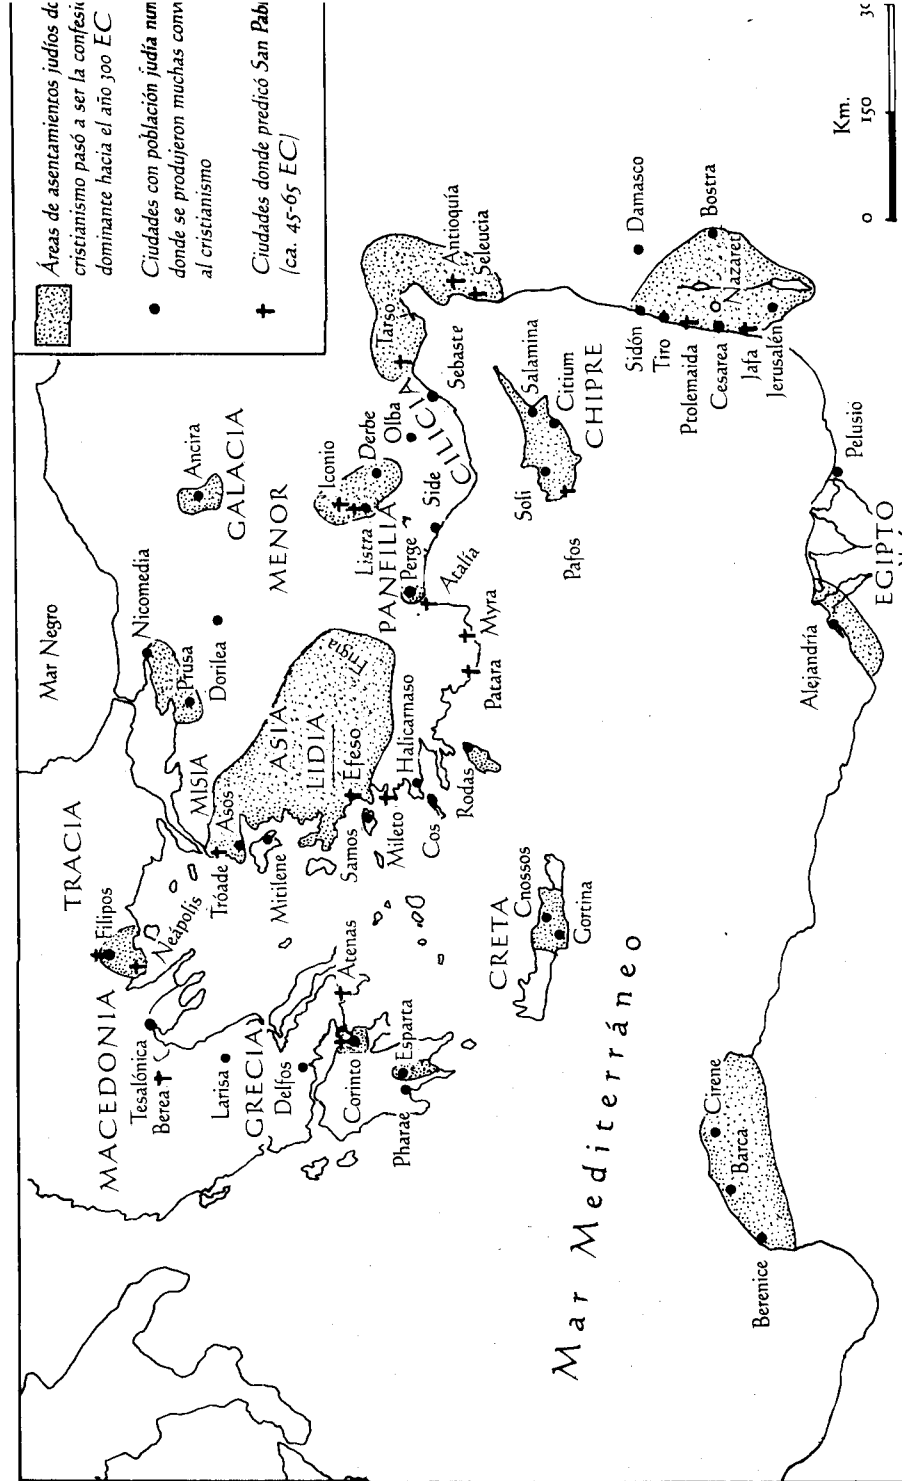 Áreas de asentamientos judíos do
cristianismo pasó a ser la confesi
dominante hacia el año 300 EC
Ciudades con población judía num
donde se produjeron muchas conv
al cristianismo
Ciudades donde predicó San Pabl
(ca. 45-65 EC)
Mar Negro
TRACIA
MACEDONIA
Filipos
Neápolis
Tesalónica
Berea
Larisa
GRECIA
Delfos
Corinto
Atenas
Esparta
Pharae
Nicomedia
Prusa
Dorilea
MISIA
Asos
Tróade
Mitilene
ASIA
MENOR
LIDIA
Frigia
Efeso
Samos
Mileto
Halicarnaso
Cos
Rodas
Ancira
GALACIA
Iconio
Derbe
Listra
PANFILIA
Perge
Atalía
Side
Myra
Patara
Olba
CILICIA
Tarso
Sebaste
Antioquía
Seleucia
Salamina
Citium
CHIPRE
Soli
Pafos
CRETA
Cnossos
Gortina
Mar Mediterráneo
Damasco
Sidón
Tiro
Ptolemaida
Cesarea
Jafa
Jerusalén
Nazaret
Bostra
Pelusio
EGIPTO
Alejandría
Cirene
Barca
Berenice
Km.
0 150 30